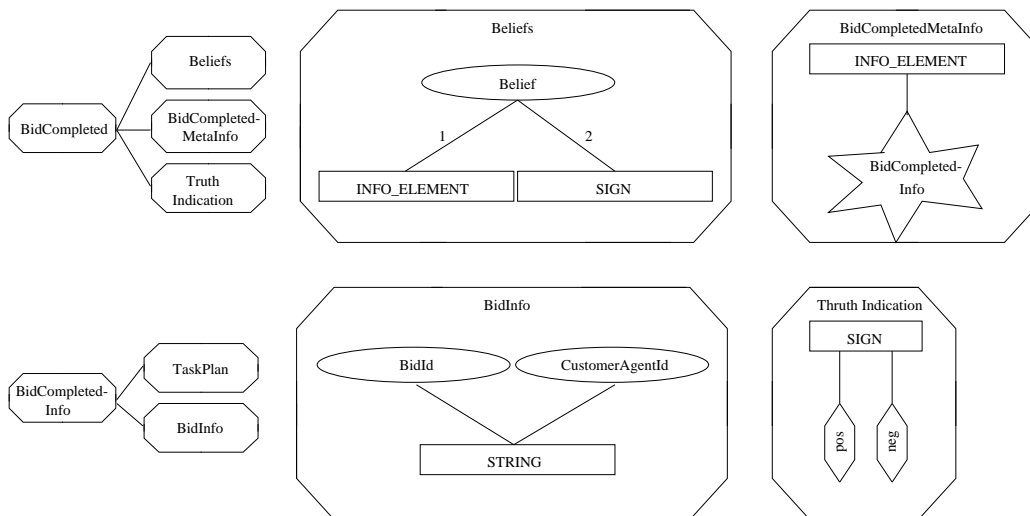 Beliefs
BidCompleted
BidCompleted-
MetaInfo
Truth
Indication
Beliefs
Belief
1
2
INFO_ELEMENT
SIGN
BidCompletedMetaInfo
INFO_ELEMENT
BidCompleted-
Info
TaskPlan
BidCompleted-
Info
BidInfo
BidInfo
BidId
CustomerAgentId
STRING
Thruth Indication
SIGN
pos
neg